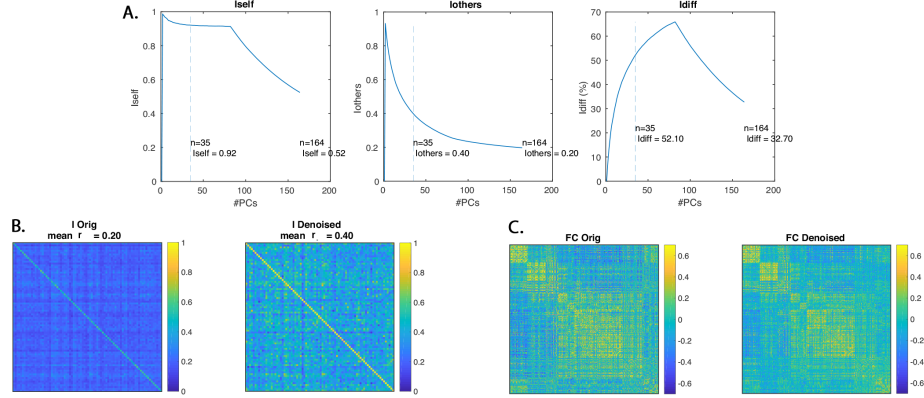 A.
Iself
Iself
1
0.8
0.6
0.4
0.2
0
n=35
Iself = 0.92
n=164
Iself = 0.52
0
50
100
150
200
#PCs
Iothers
Iothers
1
0.8
0.6
0.4
0.2
0
n=35
Iothers = 0.40
n=164
Iothers = 0.20
0
50
100
150
200
#PCs
Idiff
Idiff (%)
70
60
50
40
30
20
10
0
n=35
Idiff = 52.10
n=164
Idiff = 32.70
0
50
100
150
200
#PCs
B.
I Orig
mean r = 0.20
1
0.8
0.6
0.4
0.2
0
I Denoised
mean r = 0.40
1
0.8
0.6
0.4
0.2
0
C.
FC Orig
0.6
0.4
0.2
0
-0.2
-0.4
-0.6
FC Denoised
0.6
0.4
0.2
0
-0.2
-0.4
-0.6